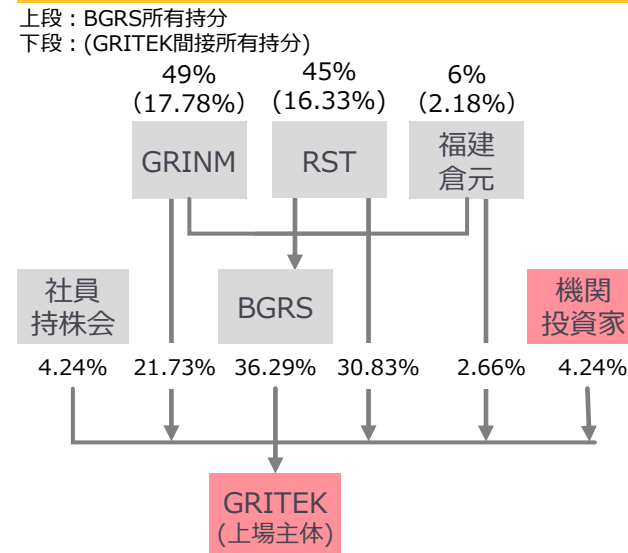 上段：BGRS所有持分
下段：(GRITEK間接所有持分)
49% 45% 6%
(17.78%) (16.33%) (2.18%)
GRINM RST 福建
倉元
社員
持株会
BGRS
機関
投資家
4.24% 21.73% 36.29% 30.83% 2.66% 4.24%
GRITEK
(上場主体)